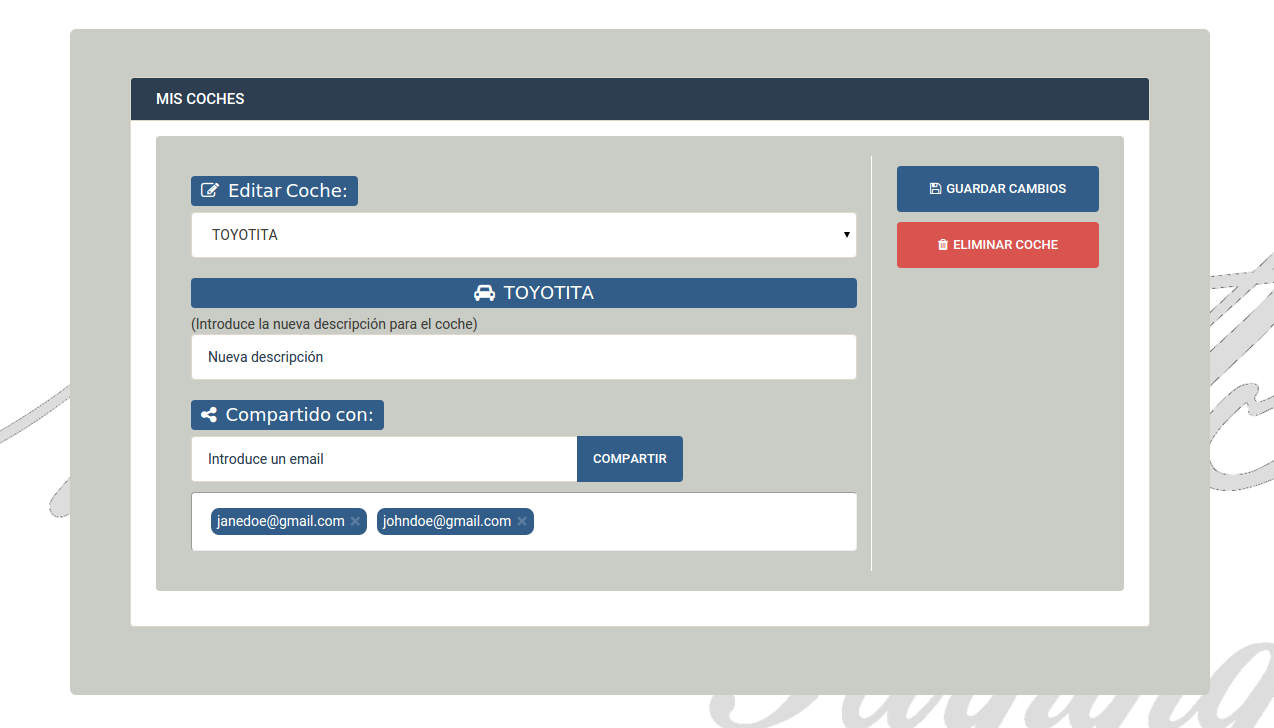 MIS COCHES
Editar Coche:
TOYOTITA
TOYOTITA
(Introduce la nueva descripción para el coche)
Nueva descripción
Compartido con:
Introduce un email
COMPARTIR
janedoe@gmail.com × johndoe@gmail.com ×
GUARDAR CAMBIOS
ELIMINAR COCHE